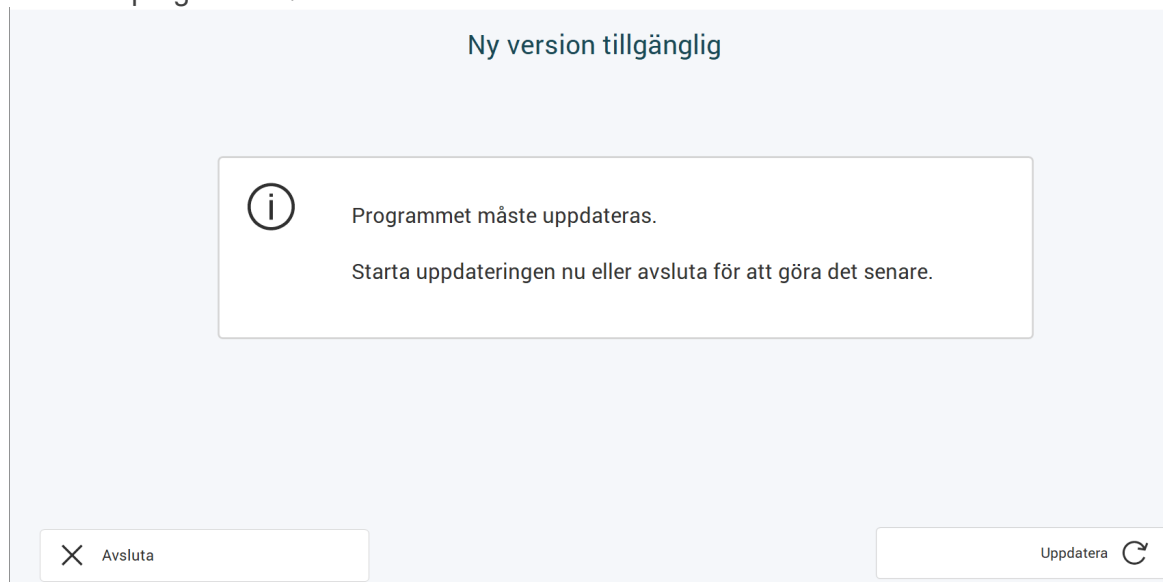 Ny version tillgänglig
Programmet måste uppdateras.
Starta uppdateringen nu eller avsluta för att göra det senare.
Avsluta
Uppdatera